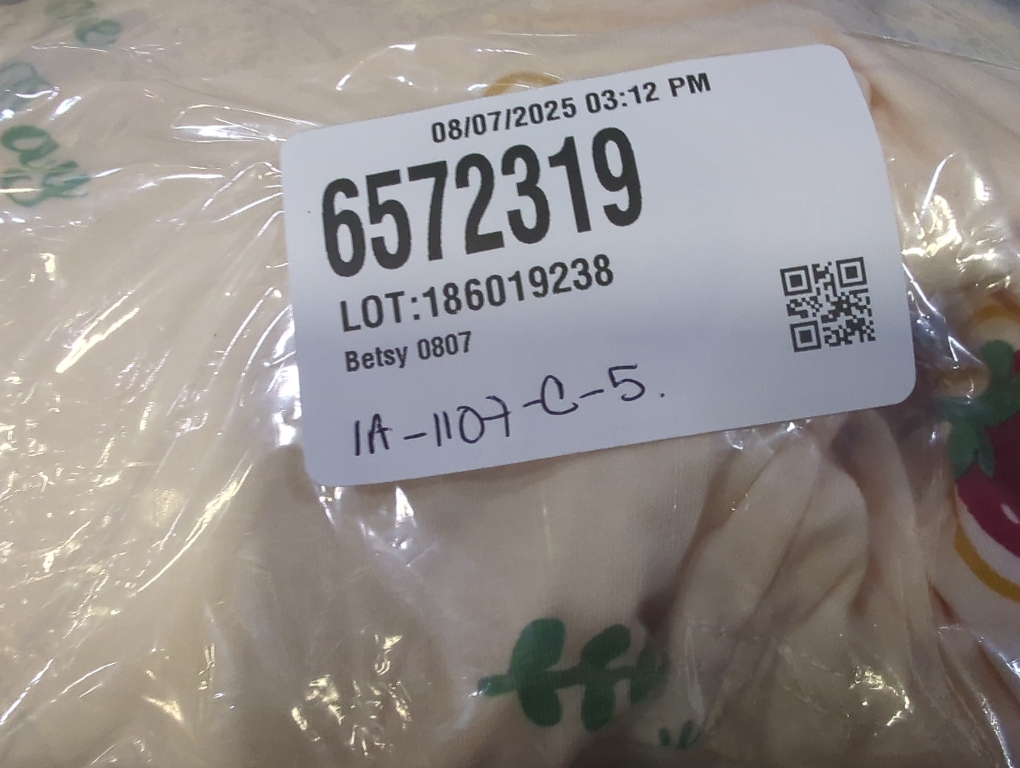 08/07/2025 03:12 PM
6572319
LOT:186019238
Betsy 0807
1A-1107-C-5.